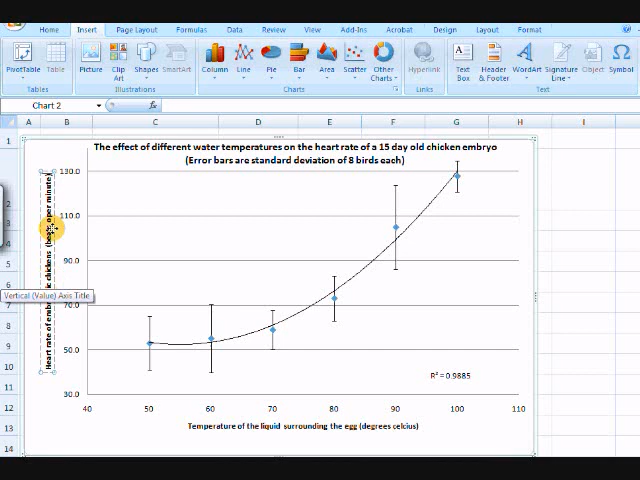 Home Insert Page Layout Formulas Data Review View Add-Ins Acrobat Design Layout Format
PivotTable Table Picture Clip Art Shapes SmartArt Column Line Pie Bar Area Scatter Other Charts Hyperlink Text Box Header & Footer WordArt Signature Line Object Symbol
Tables Illustrations Charts Links Text
Chart 2 fx
A B C D E F G H I J
1
2
3
4
5
6
7
8
9
10
11
12
13
14
The effect of different water temperatures on the heart rate of a 15 day old chicken embryo
(Error bars are standard deviation of 8 birds each)
130.0
110.0
90.0
70.0
50.0
30.0
Heart rate of chickens per minute)
Vertical (Value) Axis Title
R² = 0.9885
40 50 60 70 80 90 100 110
Temperature of the liquid surrounding the egg (degrees celcius)